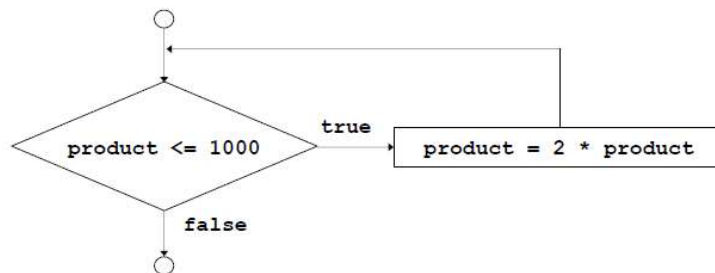 true
product <= 1000
product = 2 * product
false